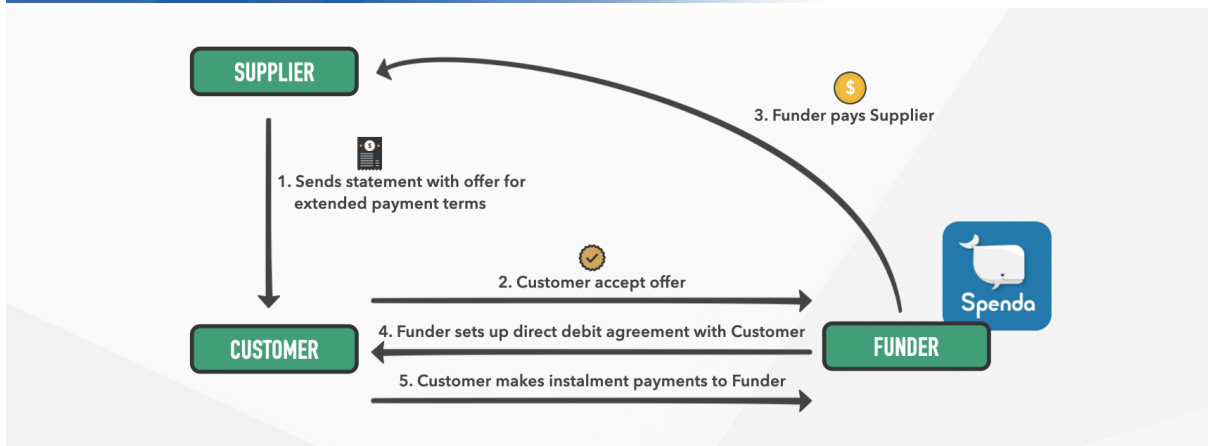 SUPPLIER
$
3. Funder pays Supplier
$
1. Sends statement with offer for
extended payment terms
2. Customer accept offer
Spenda
4. Funder sets up direct debit agreement with Customer
CUSTOMER
FUNDER
5. Customer makes instalment payments to Funder